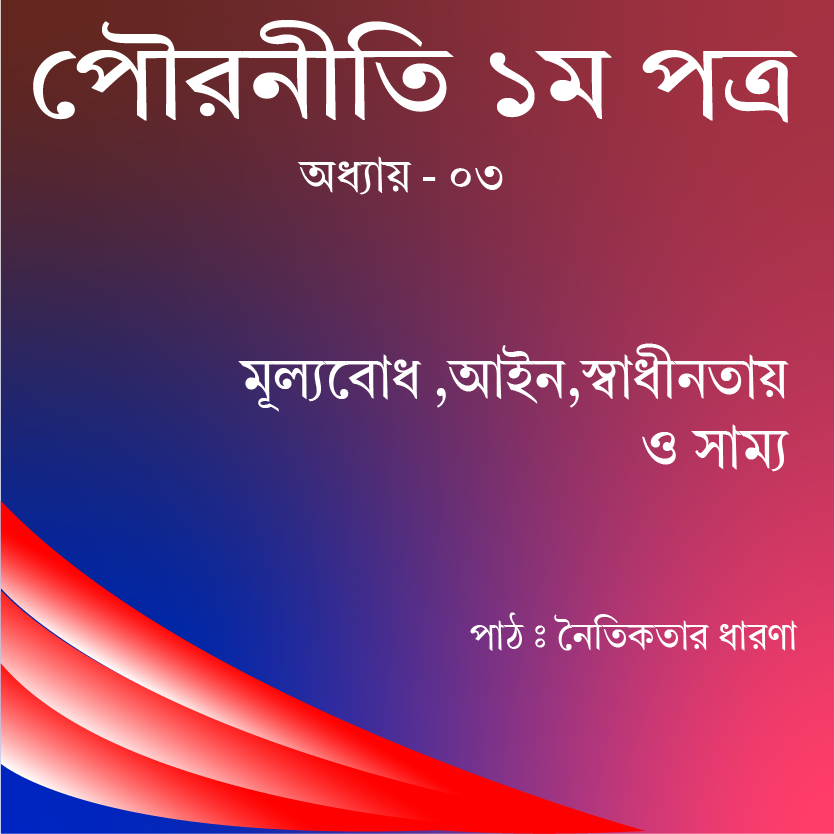 পৌরনীতি ১ম পত্র
অধ্যায় - ০৩
মূল্যবোধ ,আইন,স্বাধীনতায়
ও সাম্য
পাঠ ঃ নৈতিকতার ধারণা